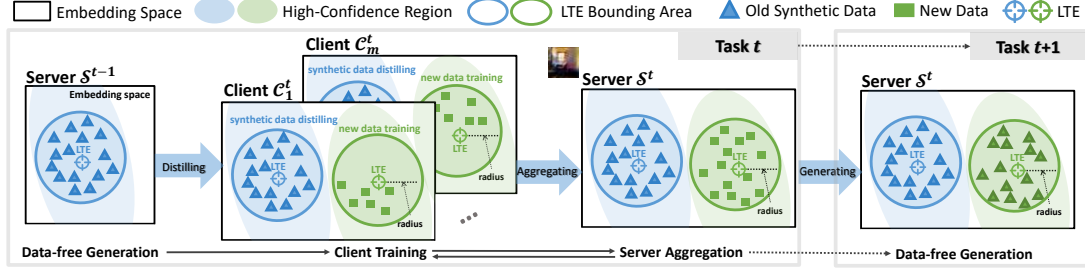 Embedding Space
High-Confidence Region
LTE Bounding Area
Old Synthetic Data
New Data
LTE
Task t
Task t+1
Server S^{t-1}
Embedding space
LTE
Distilling
Client C_1^t
synthetic data distilling
new data training
LTE
LTE
radius
Client C_m^t
synthetic data distilling
new data training
LTE
radius
...
Aggregating
Server S^t
LTE
LTE
radius
Generating
Server S^t
LTE
LTE
radius
Data-free Generation
Client Training
Server Aggregation
Data-free Generation